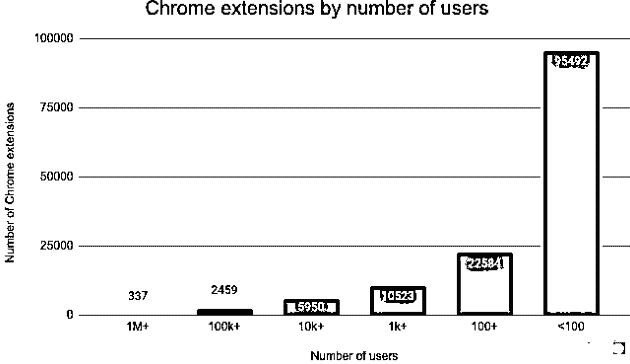 Chrome extensions by number of users
Number of Chrome extensions
100000
75000
50000
25000
0
337
2459
5950
10523
22584
95492
1M+
100k+
10k+
1k+
100+
<100
Number of users